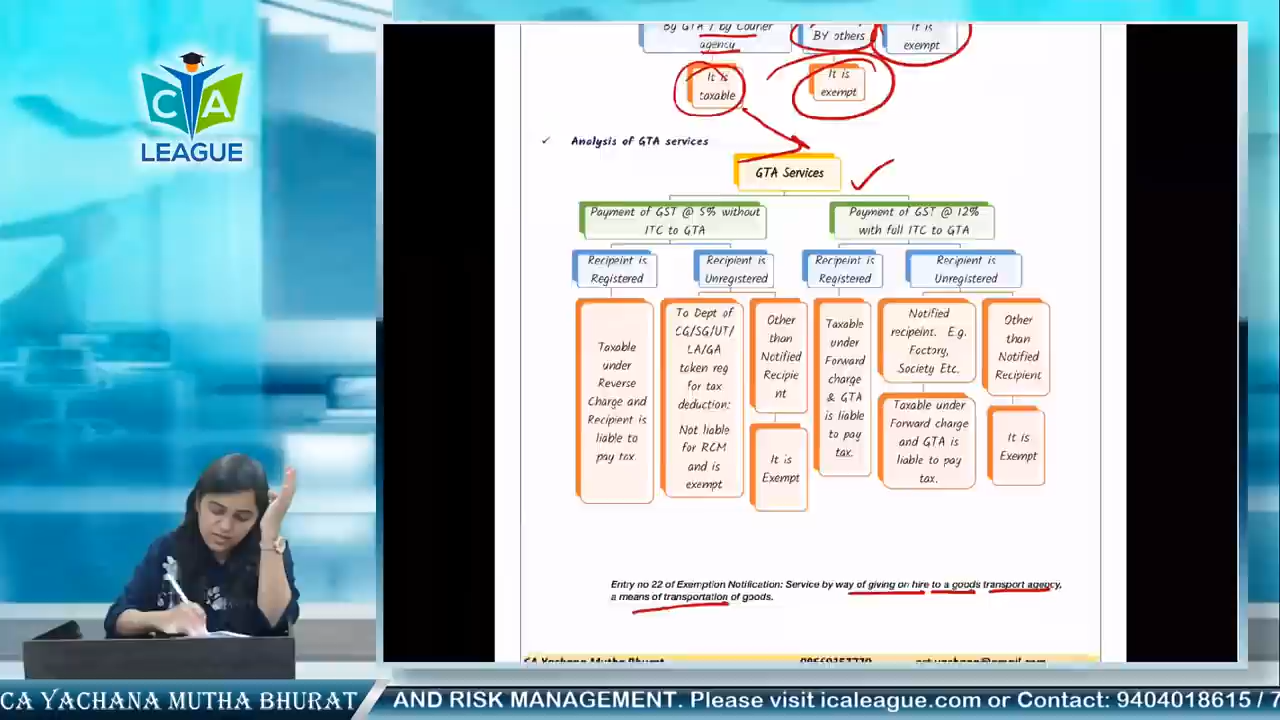 By GTA / by Courier
agency
BY others
It is
exempt
It is
taxable
It is
exempt
✓ Analysis of GTA services
GTA Services
Payment of GST @ 5% without
ITC to GTA
Payment of GST @ 12%
with full ITC to GTA
Recipeint is
Registered
Recipient is
Unregistered
Recipeint is
Registered
Recipient is
Unregistered
Taxable
under
Reverse
Charge and
Recipient is
liable to
pay tax.
To Dept of
CG/SG/UT/
LA/GA
taken reg
for tax
deduction:
Not liable
for RCM
and is
exempt
Other
than
Notified
Recipie
nt
It is
Exempt
Taxable
under
Forward
charge
& GTA
is liable
to pay
tax.
Notified
recipeint. E.g.
Factory,
Society Etc.
Taxable under
Forward charge
and GTA is
liable to pay
tax.
Other
than
Notified
Recipient
It is
Exempt
Entry no 22 of Exemption Notification: Service by way of giving on hire to a goods transport agency,
a means of transportation of goods.
CA Yachana Mutha Bhurat
CA
LEAGUE
CA YACHANA MUTHA BHURAT
AND RISK MANAGEMENT. Please visit icaleague.com or Contact: 9404018615 / 7